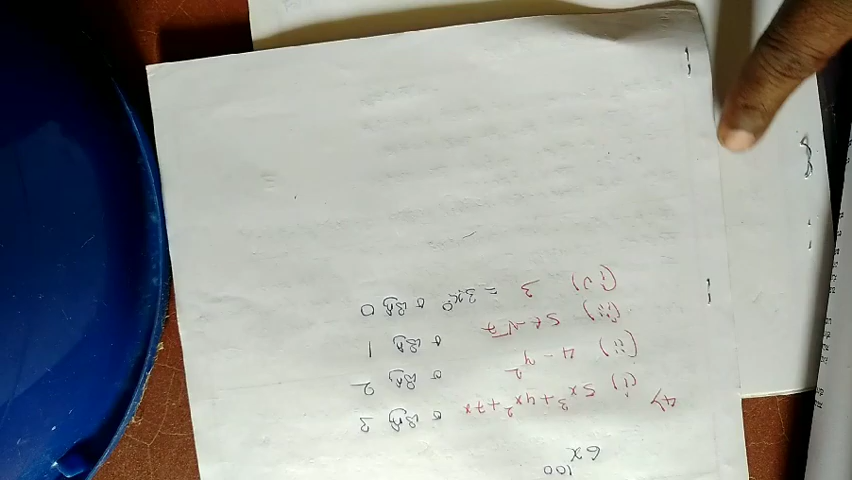 6x¹⁰⁰
4) (i) 5x³+4x²+7x 3
(ii) 4-y² 2
(iii) 5t-√7 1
(iv) 3 = 3x⁰ 0